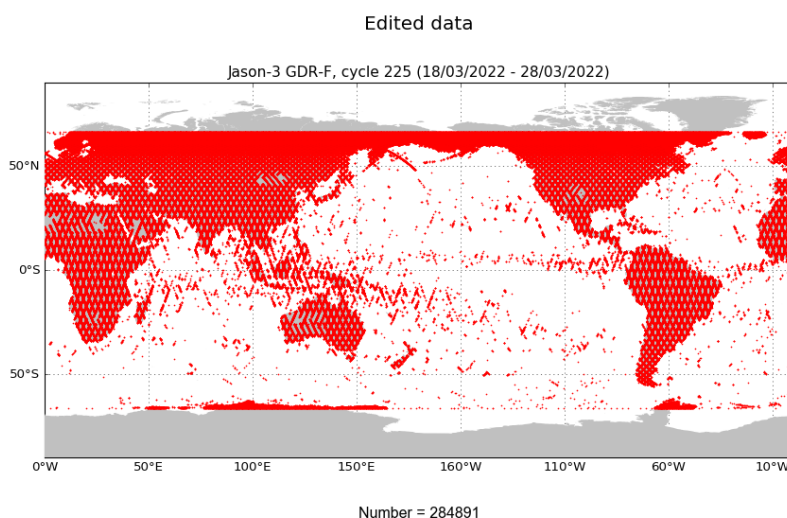 Edited data
Jason-3 GDR-F, cycle 225 (18/03/2022 - 28/03/2022)
50°N
0°S
50°S
0°W 50°E 100°E 150°E 160°W 110°W 60°W 10°W
Number = 284891